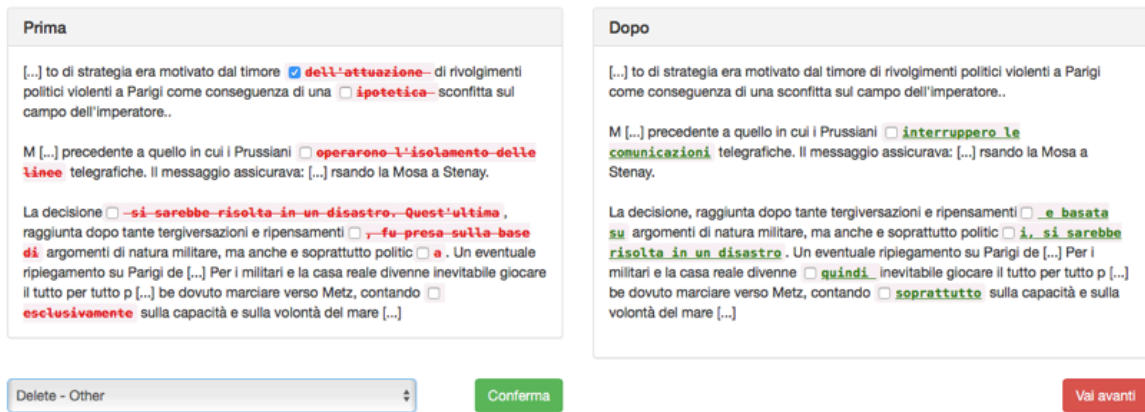 Prima
[...] to di strategia era motivato dal timore dell'attuazione di rivolgimenti
politici violenti a Parigi come conseguenza di una ipotetica sconfitta sul
campo dell'imperatore..
M [...] precedente a quello in cui i Prussiani operarono l'isolamento delle
linee telegrafiche. Il messaggio assicurava: [...] rsando la Mosa a Stenay.
La decisione si sarebbe risolta in un disastro. Quest'ultima ,
raggiunta dopo tante tergiversazioni e ripensamenti , fu presa sulla base
di argomenti di natura militare, ma anche e soprattutto politic a . Un eventuale
ripiegamento su Parigi de [...] Per i militari e la casa reale divenne inevitabile giocare
il tutto per tutto p [...] be dovuto marciare verso Metz, contando
esclusivamente sulla capacità e sulla volontà del mare [...]
Delete - Other
Conferma
Dopo
[...] to di strategia era motivato dal timore di rivolgimenti politici violenti a Parigi
come conseguenza di una sconfitta sul campo dell'imperatore..
M [...] precedente a quello in cui i Prussiani interruppero le
comunicazioni telegrafiche. Il messaggio assicurava: [...] rsando la Mosa a
Stenay.
La decisione, raggiunta dopo tante tergiversazioni e ripensamenti e basata
su argomenti di natura militare, ma anche e soprattutto politic i, si sarebbe
risolta in un disastro . Un eventuale ripiegamento su Parigi de [...] Per i
militari e la casa reale divenne quindi inevitabile giocare il tutto per tutto p [...]
be dovuto marciare verso Metz, contando soprattutto sulla capacità e sulla
volontà del mare [...]
Vai avanti